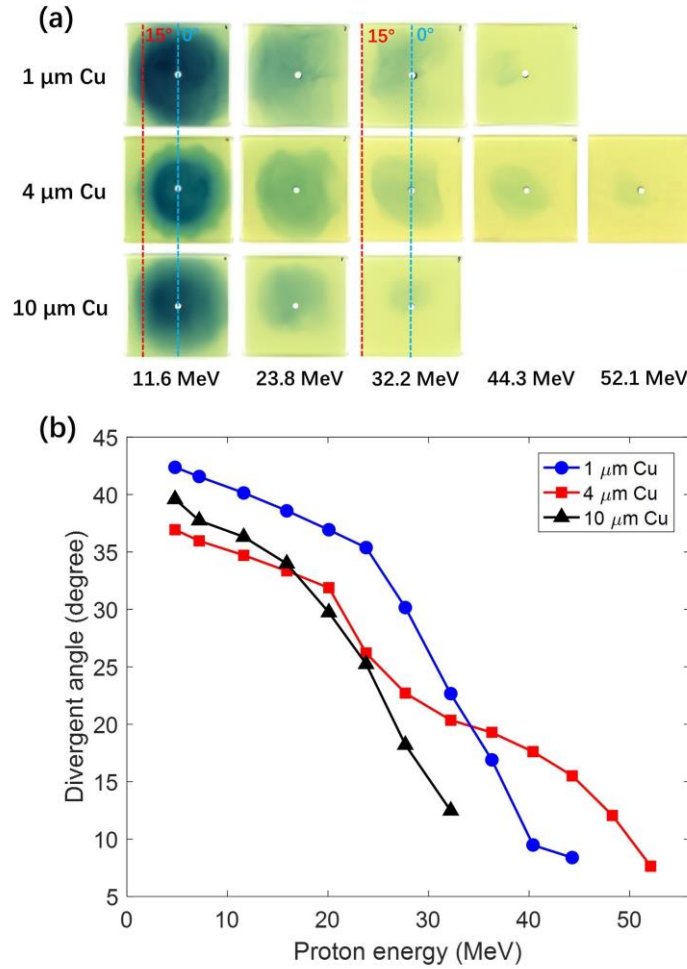 (a)
15° 0° 15° 0°
1 μm Cu
4 μm Cu
10 μm Cu
11.6 MeV 23.8 MeV 32.2 MeV 44.3 MeV 52.1 MeV
(b)
45
40
35
30
25
20
15
10
5
Divergent angle (degree)
1 μm Cu
4 μm Cu
10 μm Cu
0 10 20 30 40 50
Proton energy (MeV)